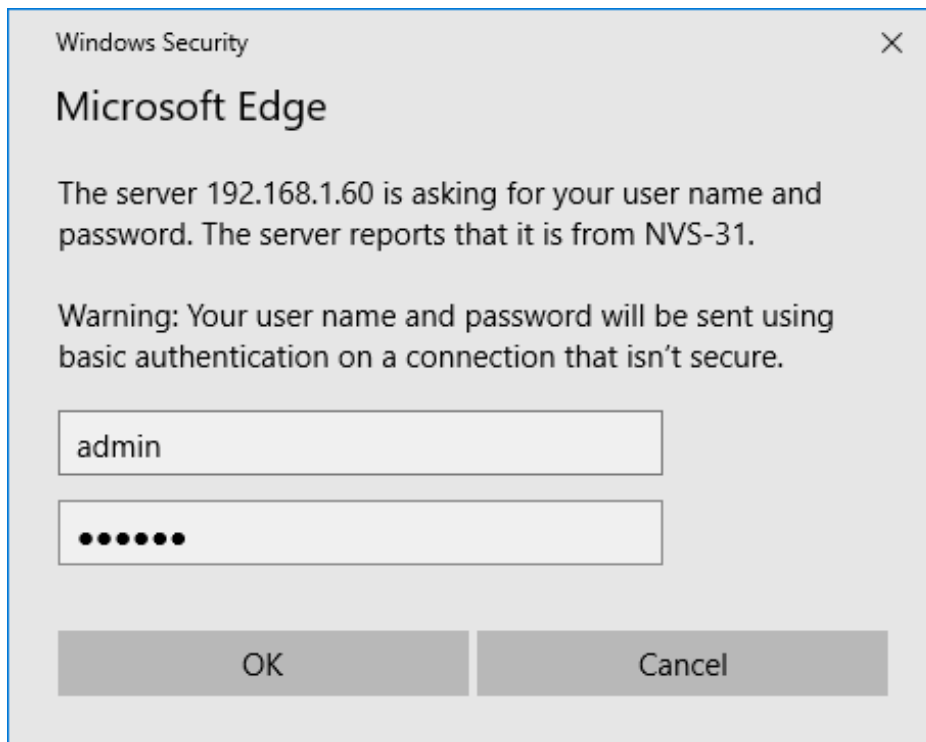 Windows Security
Microsoft Edge
The server 192.168.1.60 is asking for your user name and
password. The server reports that it is from NVS-31.
Warning: Your user name and password will be sent using
basic authentication on a connection that isn’t secure.
admin
●●●●●●
OK Cancel